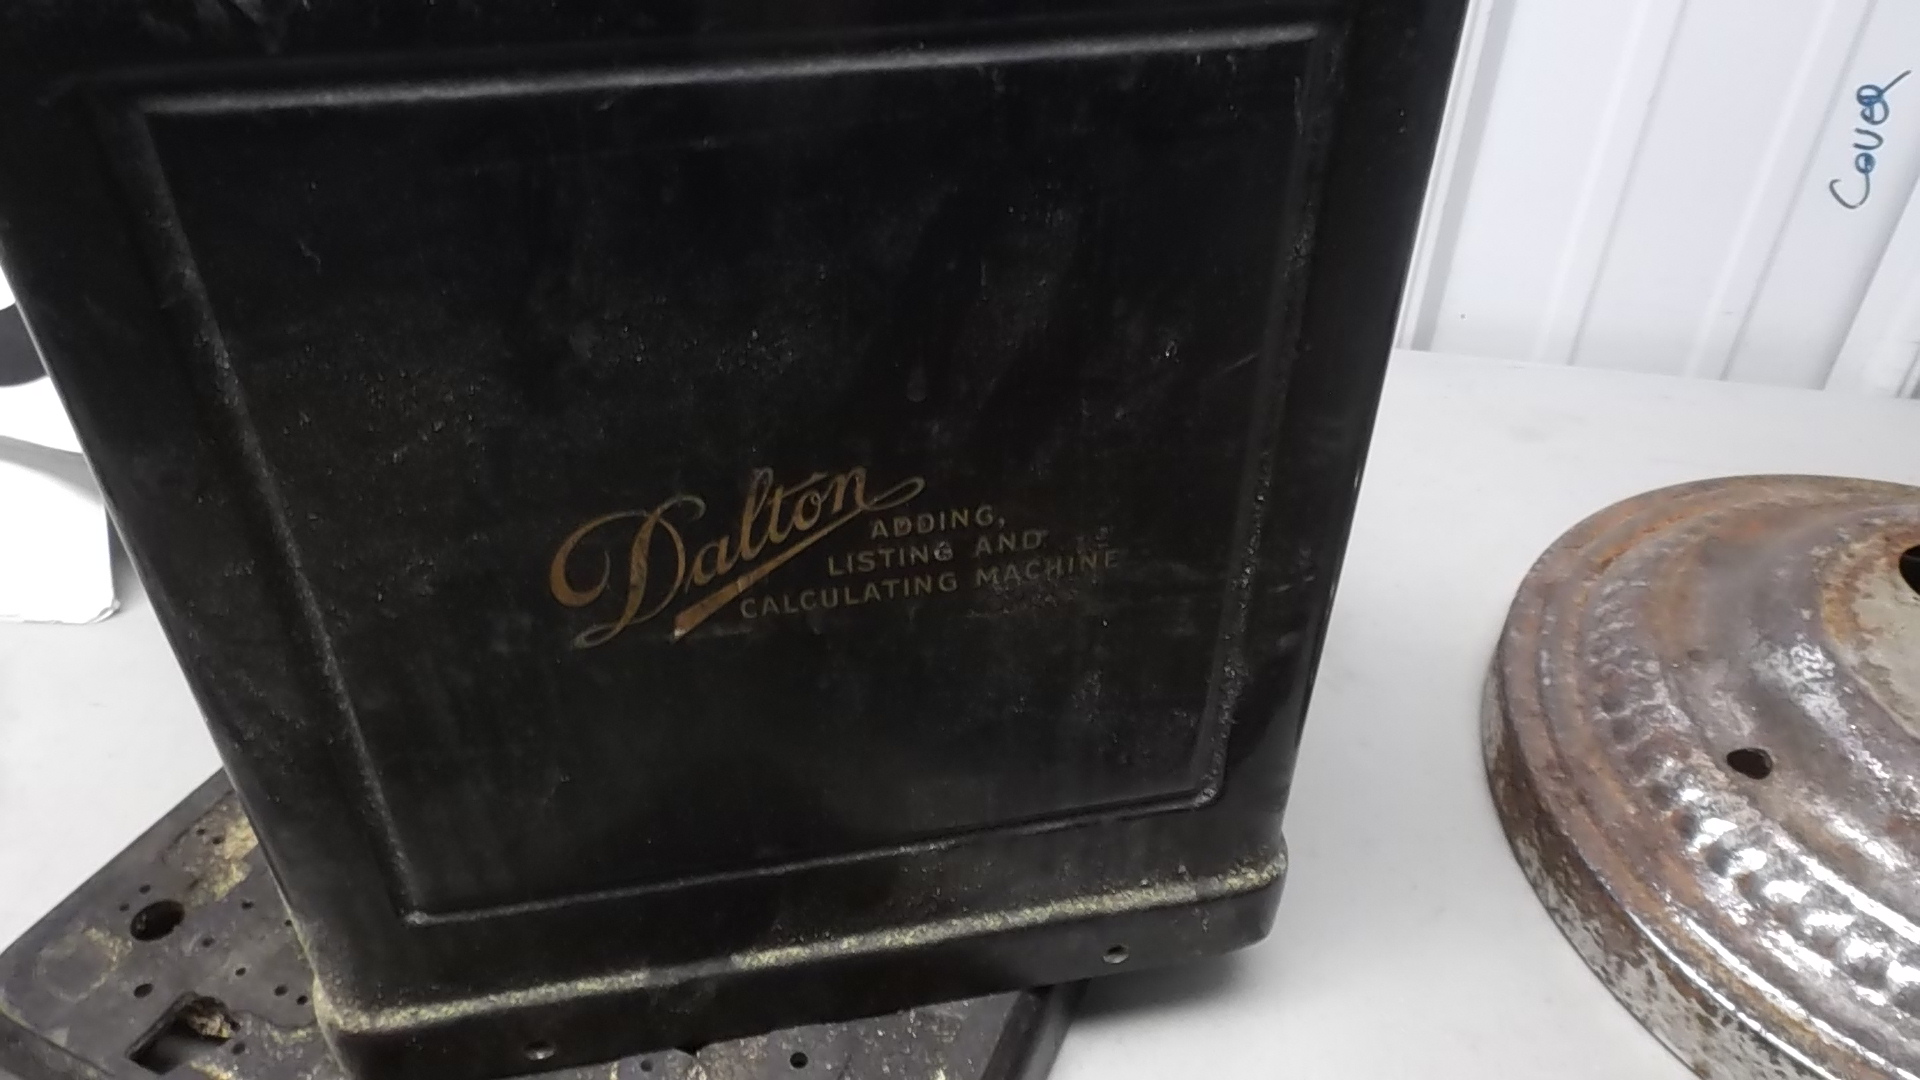 Dalton
ADDING,
LISTING AND
CALCULATING MACHINE
COVER